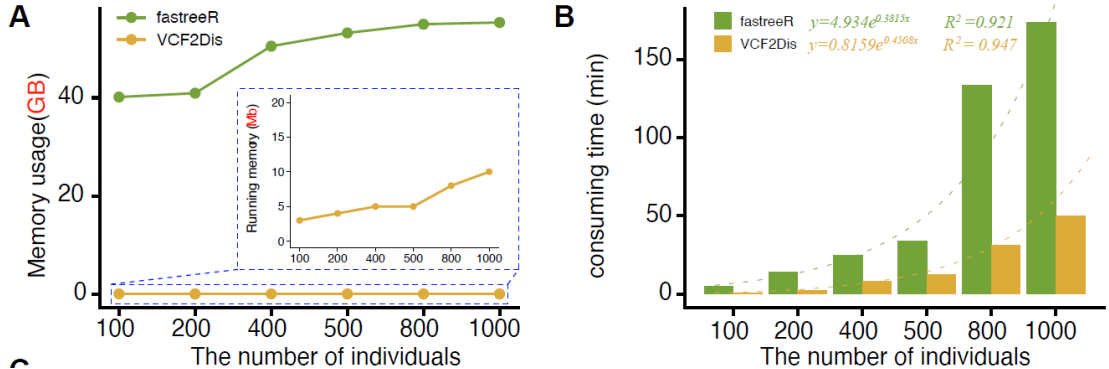 A
fastreeR
VCF2Dis
Memory usage(GB)
40
20
0
Running memory (Mb)
20
15
10
5
0
100 200 400 500 800 1000
100 200 400 500 800 1000
The number of individuals
B
fastreeR y=4.934e^0.3815x R² = 0.921
VCF2Dis y=0.8159e^0.4508x R² = 0.947
consuming time (min)
150
100
50
0
100 200 400 500 800 1000
The number of individuals